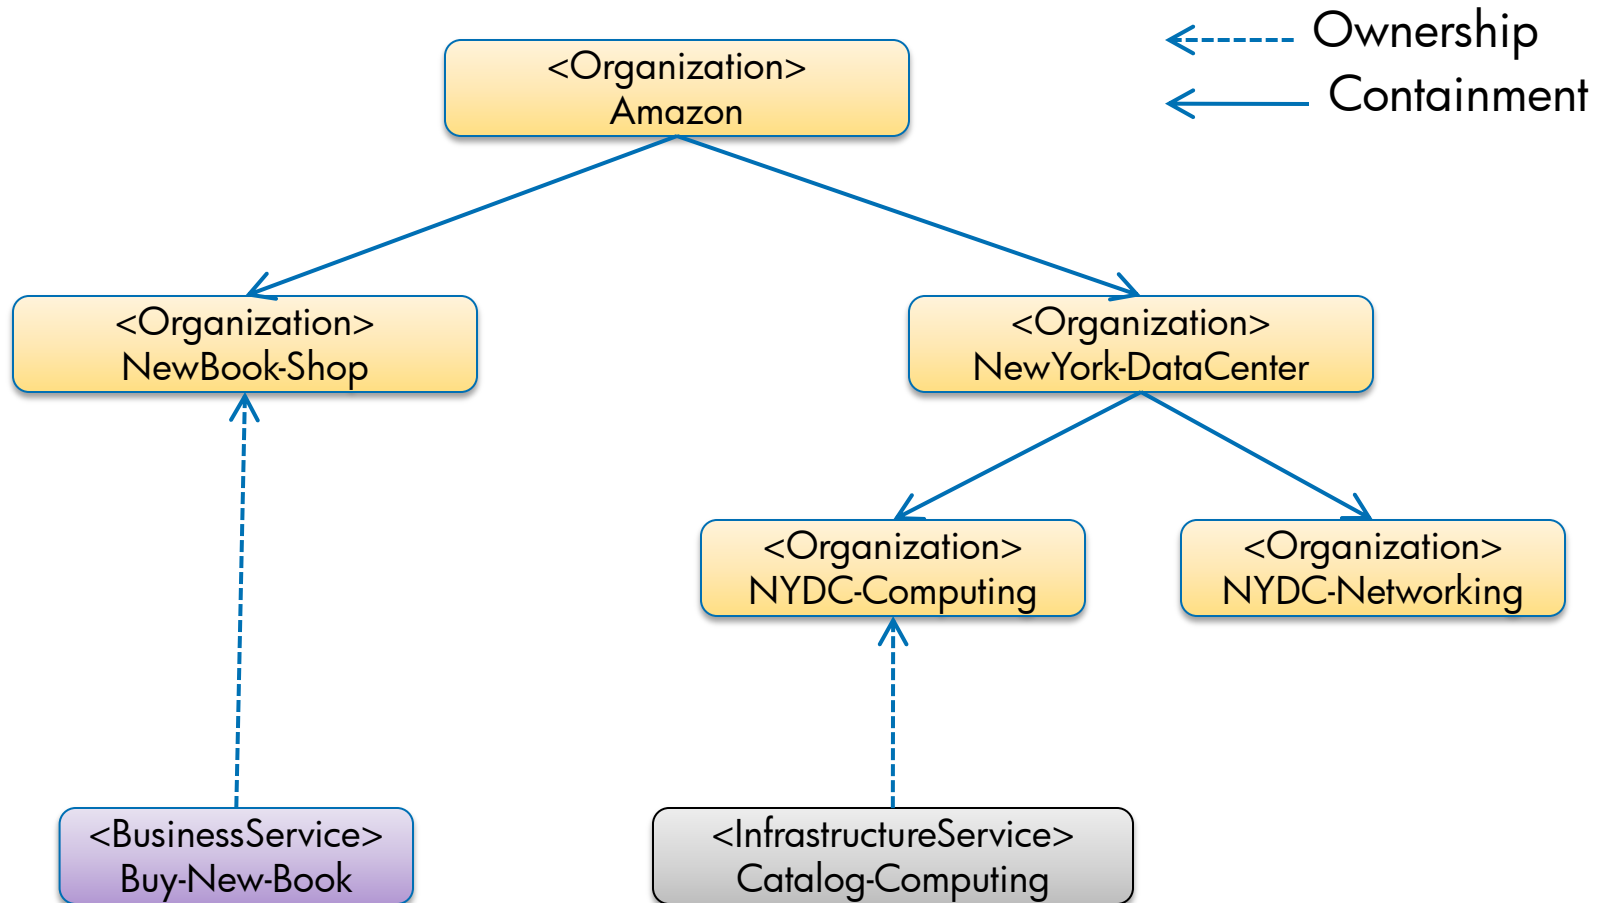 Ownership
Containment
<Organization>
Amazon
<Organization>
NewBook-Shop
<Organization>
NewYork-DataCenter
<Organization>
NYDC-Computing
<Organization>
NYDC-Networking
<BusinessService>
Buy-New-Book
<InfrastructureService>
Catalog-Computing